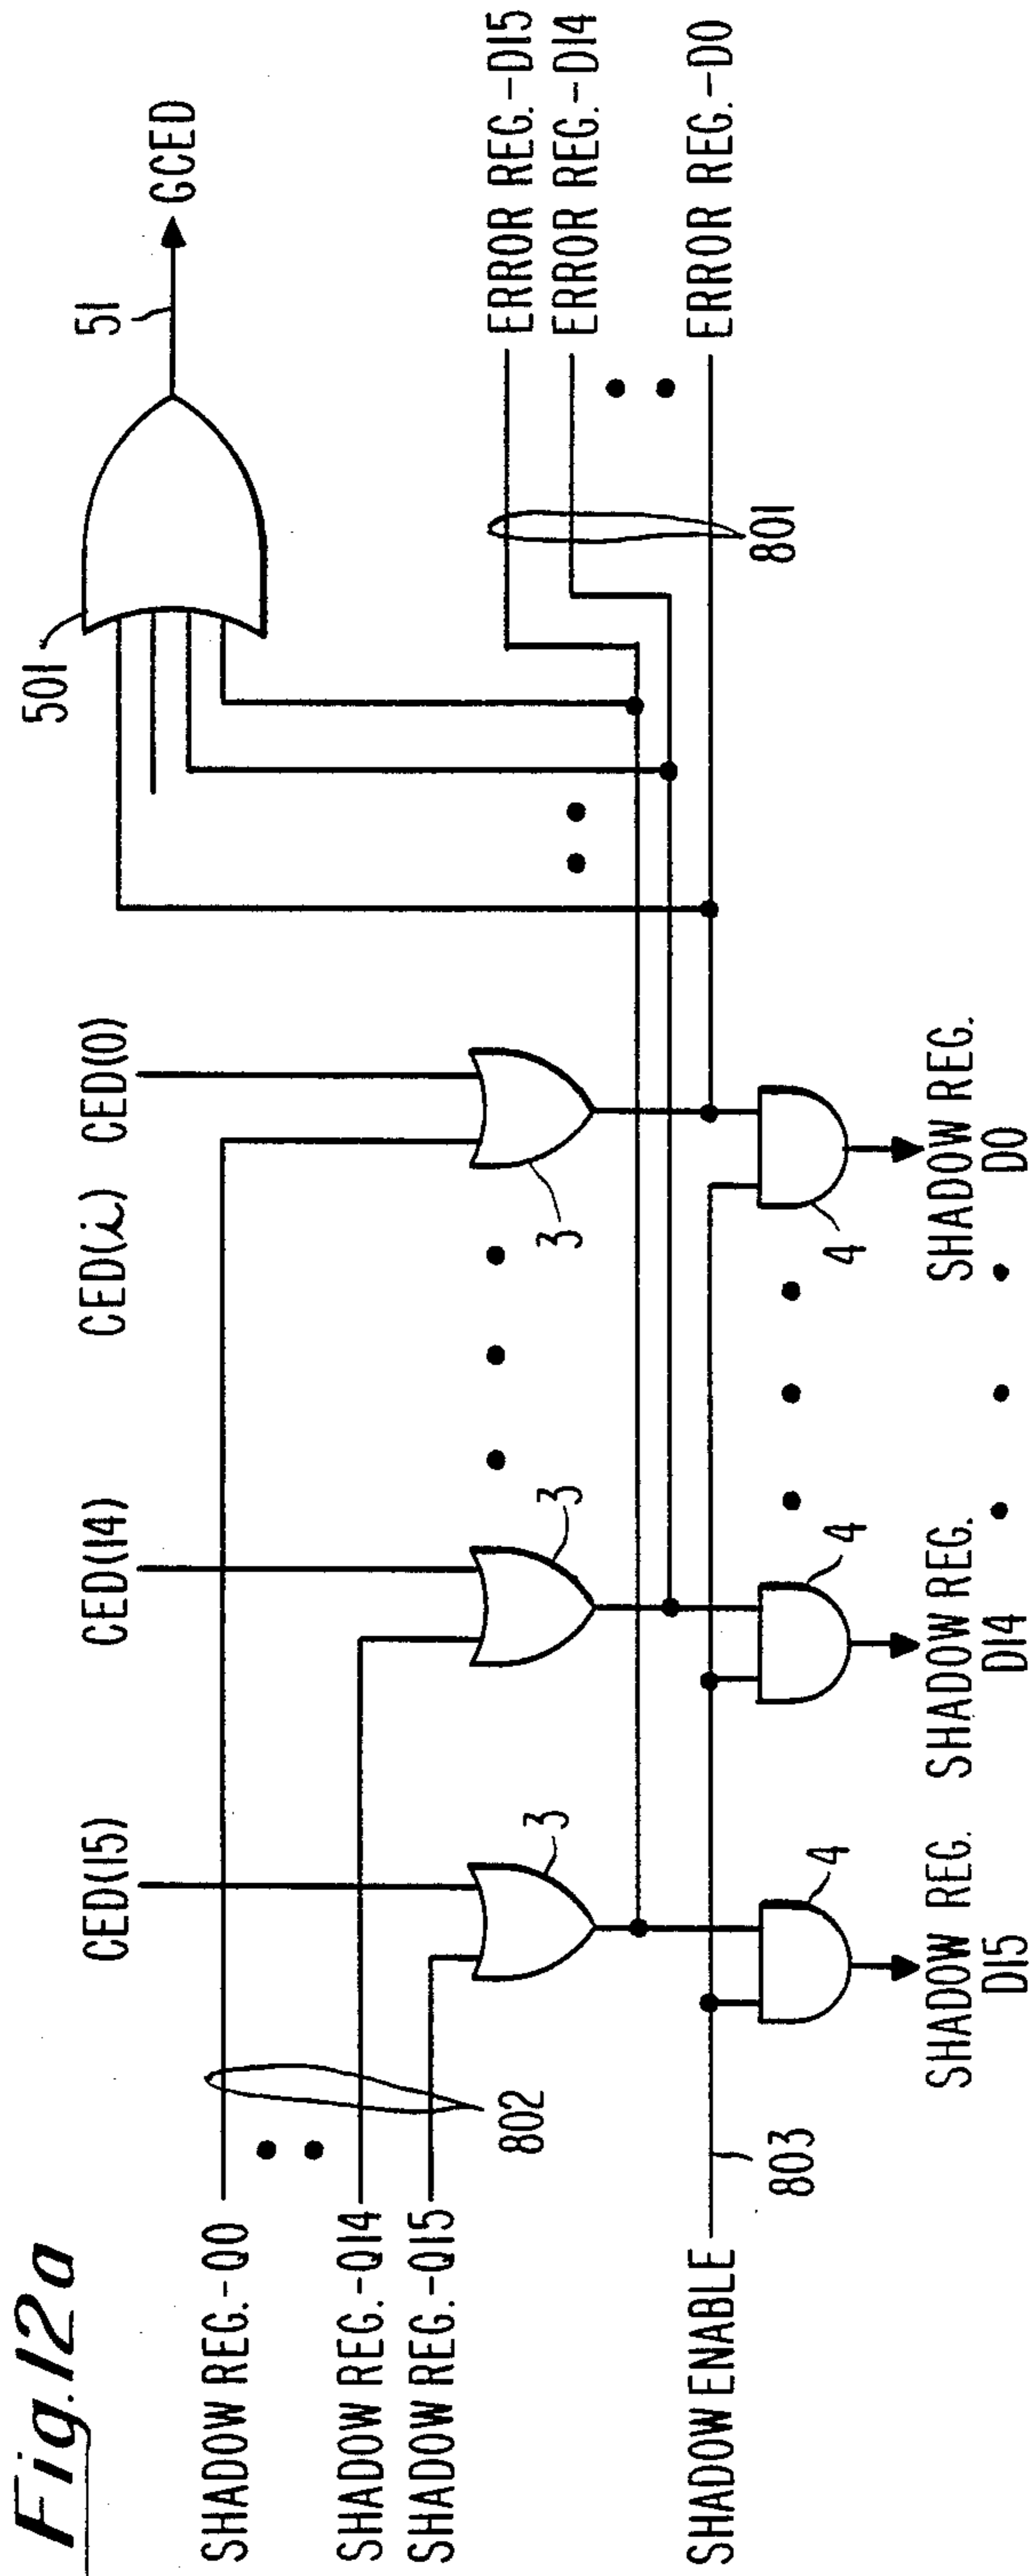 Fig.12a
CED(15)
CED(14)
CED(i)
CED(0)
501
51
GCED
SHADOW REG.-Q0
SHADOW REG.-Q14
SHADOW REG.-Q15
802
3
3
3
801
ERROR REG.-D15
ERROR REG.-D14
ERROR REG.-D0
SHADOW ENABLE
803
4
4
4
SHADOW REG.
D15
SHADOW REG.
D14
SHADOW REG.
D0